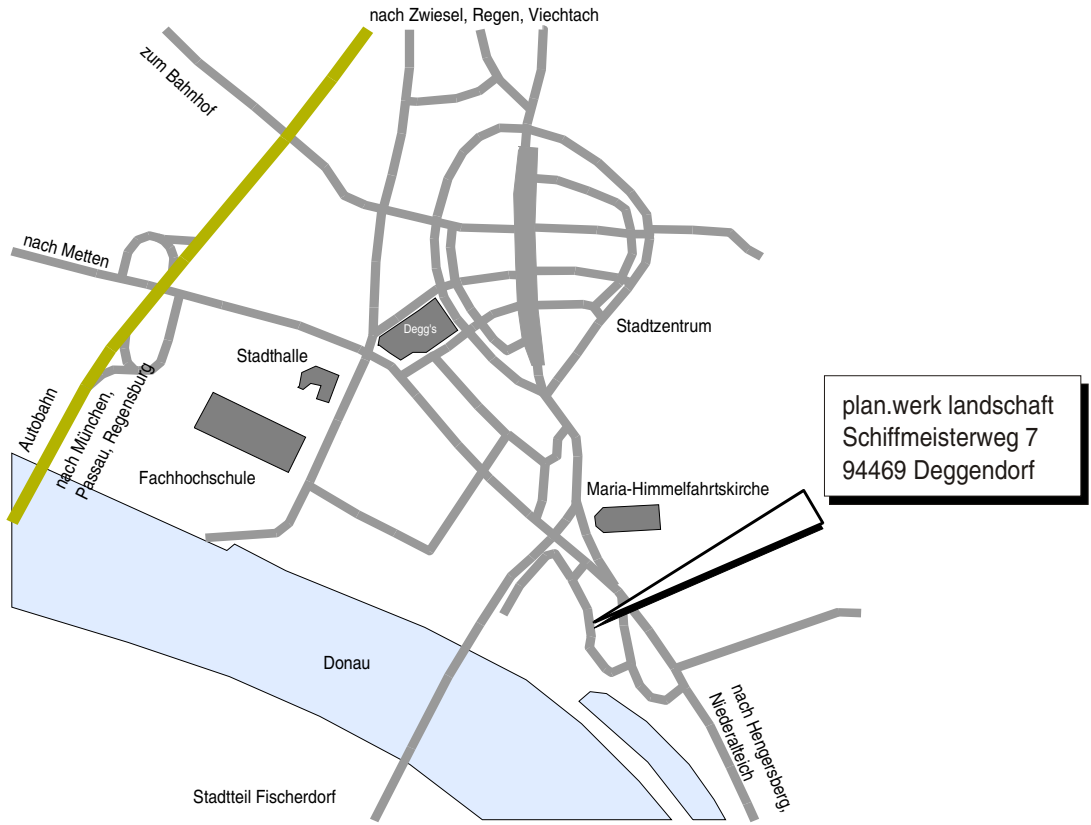 nach Zwiesel, Regen, Viechtach
zum Bahnhof
nach Metten
Degg's
Stadtzentrum
Stadthalle
Autobahn
nach München,
Passau, Regensburg
plan.werk landschaft
Schiffmeisterweg 7
94469 Deggendorf
Fachhochschule
Maria-Himmelfahrtskirche
Donau
nach Hengersberg,
Niederalteich
Stadtteil Fischerdorf